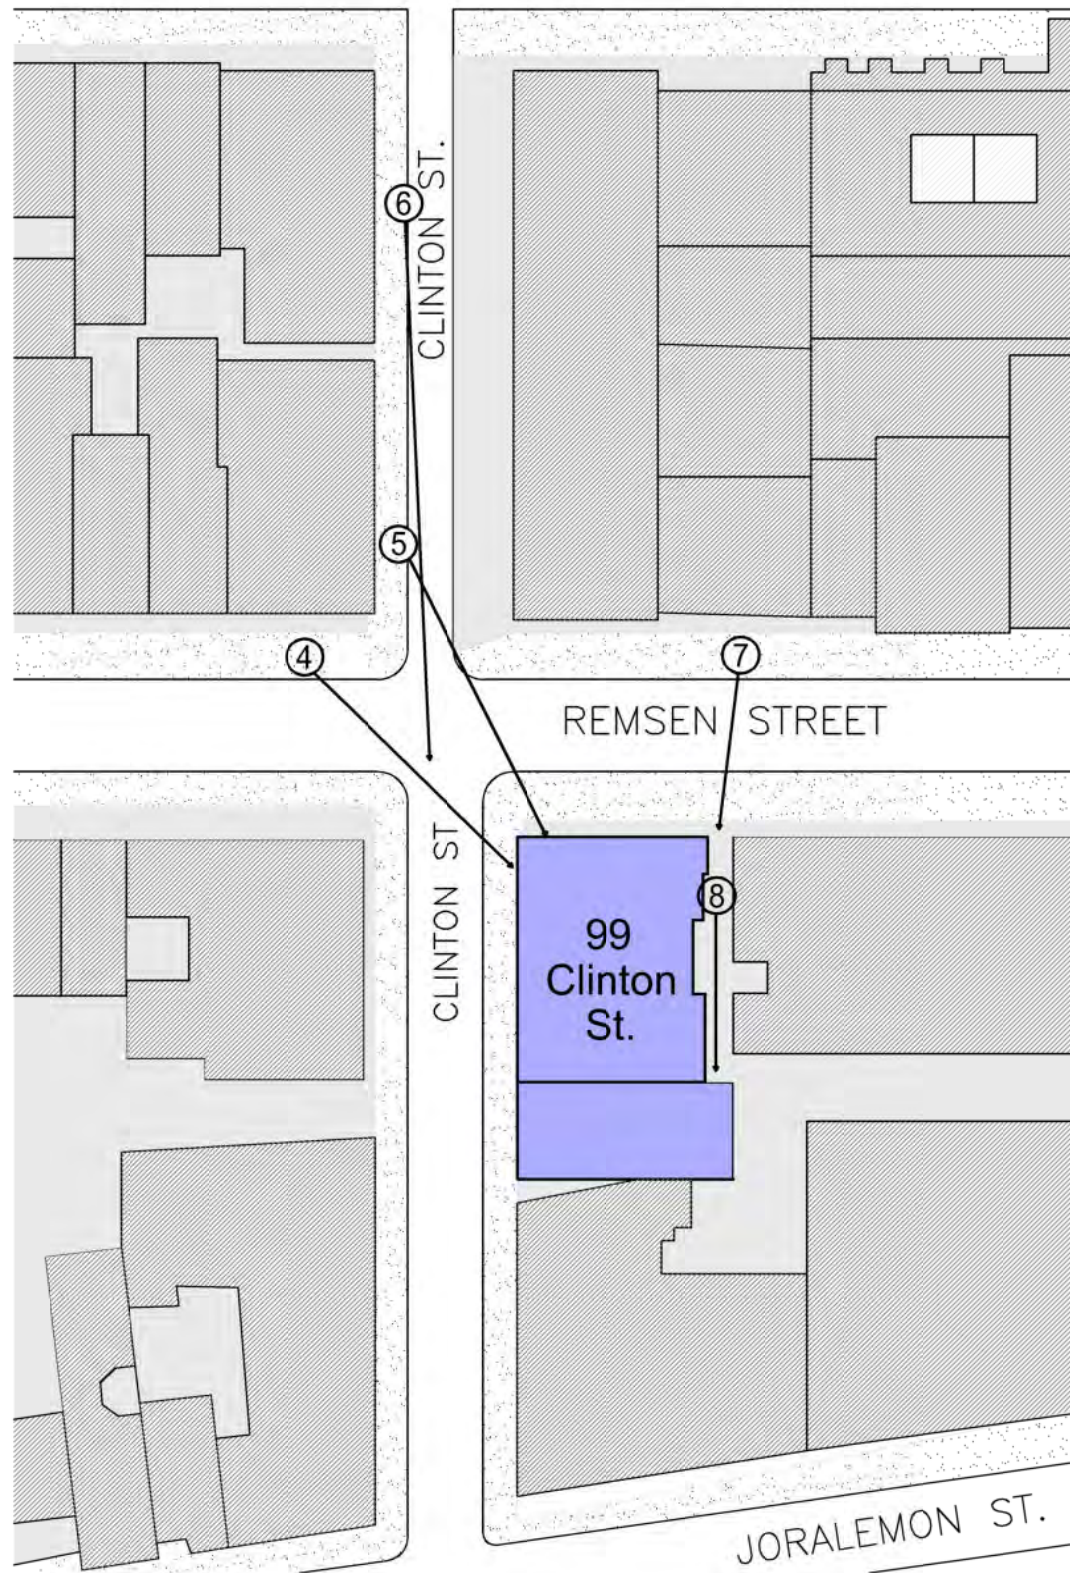 CLINTON ST.
6
5
4
7
REMSEN STREET
CLINTON ST
8
99
Clinton
St.
JORALEMON ST.